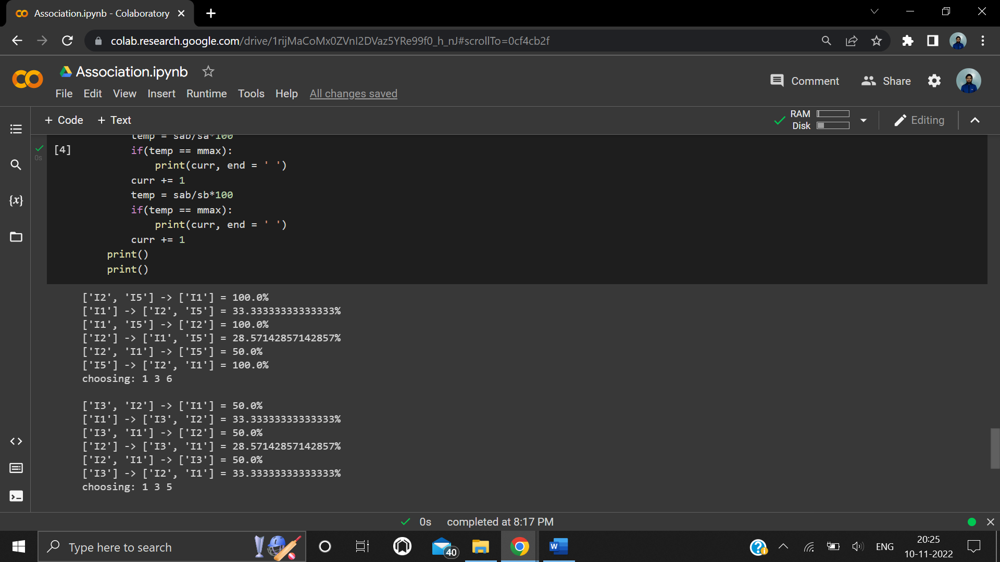 Association.ipynb - Colaboratory
colab.research.google.com/drive/1rijMaCoMx0ZVnI2DVaz5YRe99f0_h_nJ#scrollTo=0cf4cb2f
CO Association.ipynb
Comment Share
File Edit View Insert Runtime Tools Help All changes saved
+ Code + Text
RAM
Disk
Editing
temp = sab/sa*100
[4] if(temp == mmax):
0s
print(curr, end = ' ')
curr += 1
temp = sab/sb*100
{x}
if(temp == mmax):
print(curr, end = ' ')
curr += 1
print()
print()
['I2', 'I5'] -> ['I1'] = 100.0%
['I1'] -> ['I2', 'I5'] = 33.33333333333333%
['I1', 'I5'] -> ['I2'] = 100.0%
['I2'] -> ['I1', 'I5'] = 28.57142857142857%
['I2', 'I1'] -> ['I5'] = 50.0%
['I5'] -> ['I2', 'I1'] = 100.0%
choosing: 1 3 6
['I3', 'I2'] -> ['I1'] = 50.0%
['I1'] -> ['I3', 'I2'] = 33.33333333333333%
['I3', 'I1'] -> ['I2'] = 50.0%
['I2'] -> ['I3', 'I1'] = 28.57142857142857%
['I2', 'I1'] -> ['I3'] = 50.0%
['I3'] -> ['I2', 'I1'] = 33.33333333333333%
choosing: 1 3 5
0s completed at 8:17 PM
Type here to search
40
W
ENG
20:25
10-11-2022